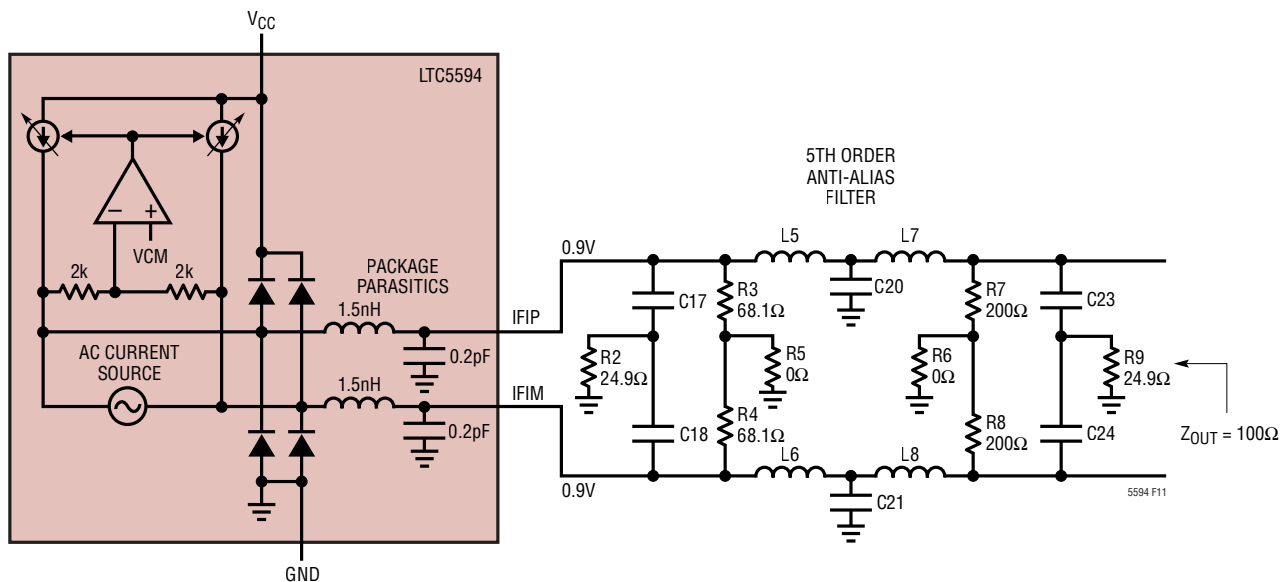 VCC
LTC5594
VCM
2k
2k
PACKAGE
PARASITICS
1.5nH
0.2pF
AC CURRENT
SOURCE
1.5nH
0.2pF
IFIP
IFIM
GND
5TH ORDER
ANTI-ALIAS
FILTER
0.9V
L5
L7
C17
R3
68.1Ω
C20
R7
200Ω
C23
R2
24.9Ω
R5
0Ω
R6
0Ω
R9
24.9Ω
C18
R4
68.1Ω
R8
200Ω
C24
ZOUT = 100Ω
L6
L8
0.9V
C21
5594 F11